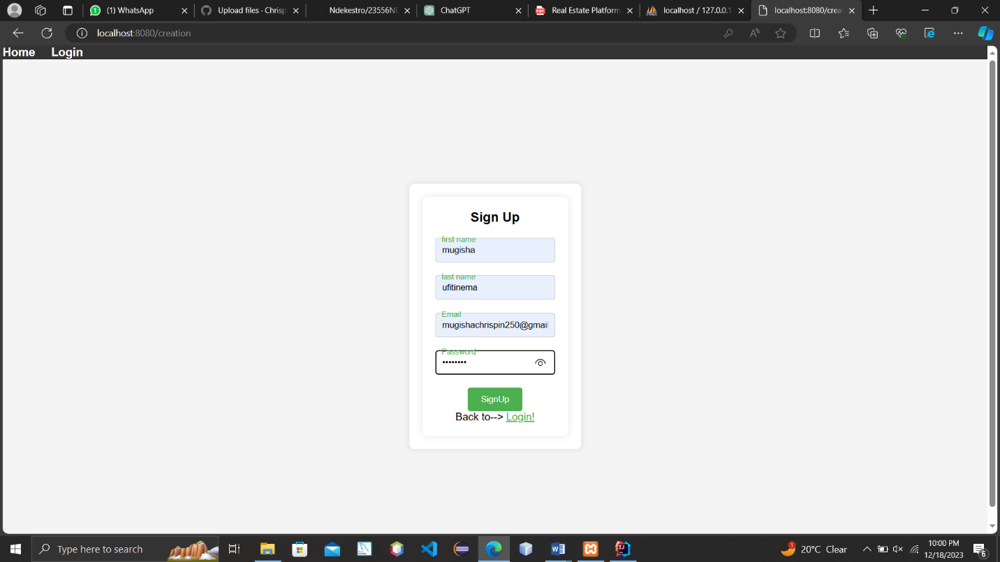 (1) WhatsApp
Upload files · Chrisp
Ndekestro/23556N
ChatGPT
Real Estate Platform
localhost / 127.0.0.1
localhost:8080/crea
localhost:8080/creation
Home Login
Sign Up
first name
mugisha
last name
ufitinema
Email
mugishachrispin250@gmail
Password
••••••••
SignUp
Back to--> Login!
Type here to search
1
20°C Clear
10:00 PM
12/18/2023
6